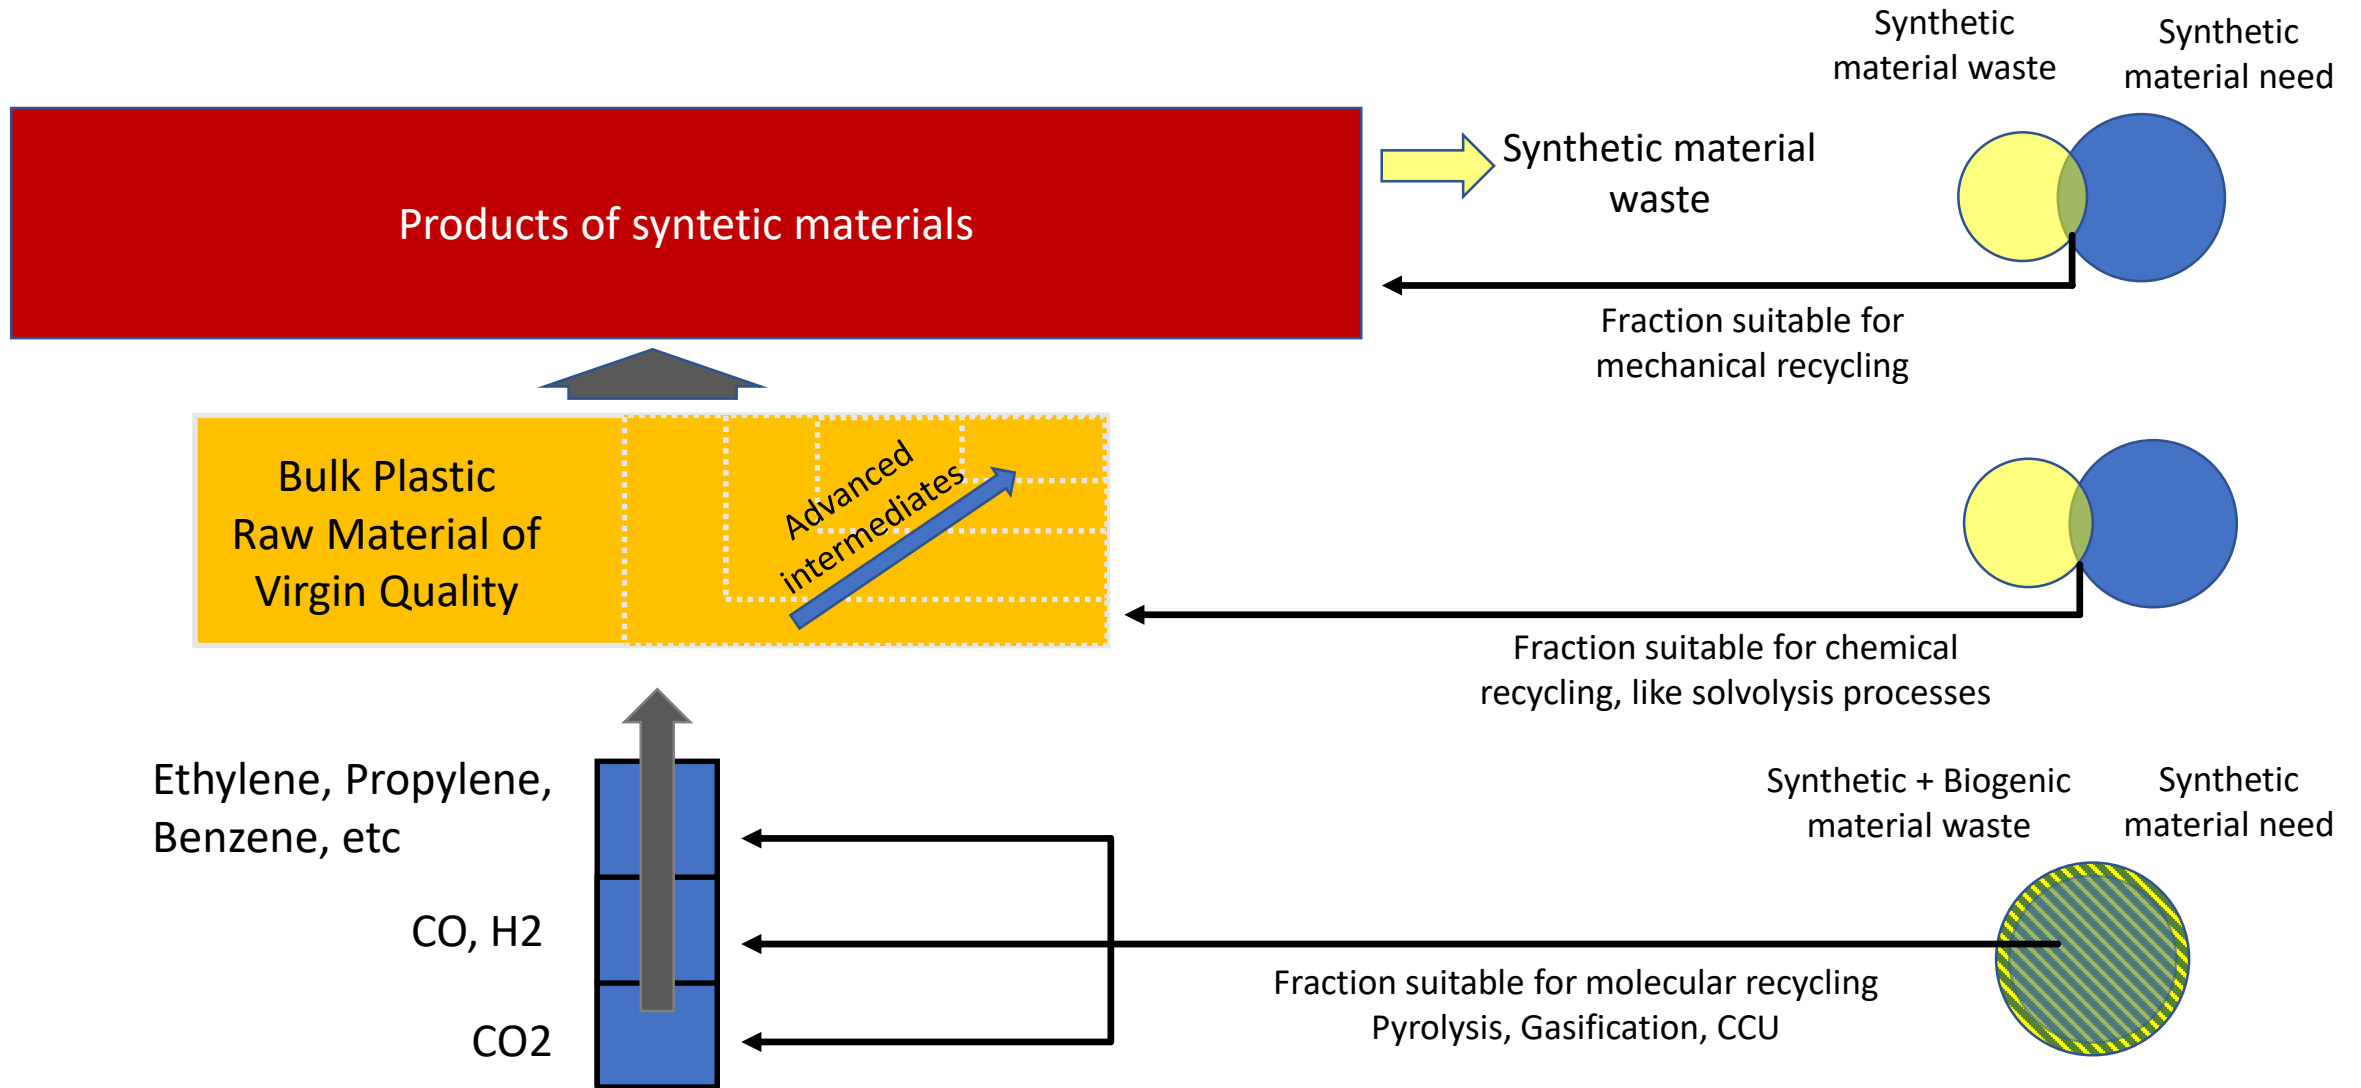 Synthetic
material waste
Synthetic
material need
Products of syntetic materials
Synthetic material
waste
Fraction suitable for
mechanical recycling
Bulk Plastic
Raw Material of
Virgin Quality
Advanced
intermediates
Fraction suitable for chemical
recycling, like solvolysis processes
Ethylene, Propylene,
Benzene, etc
CO, H2
CO2
Synthetic + Biogenic
material waste
Synthetic
material need
Fraction suitable for molecular recycling
Pyrolysis, Gasification, CCU